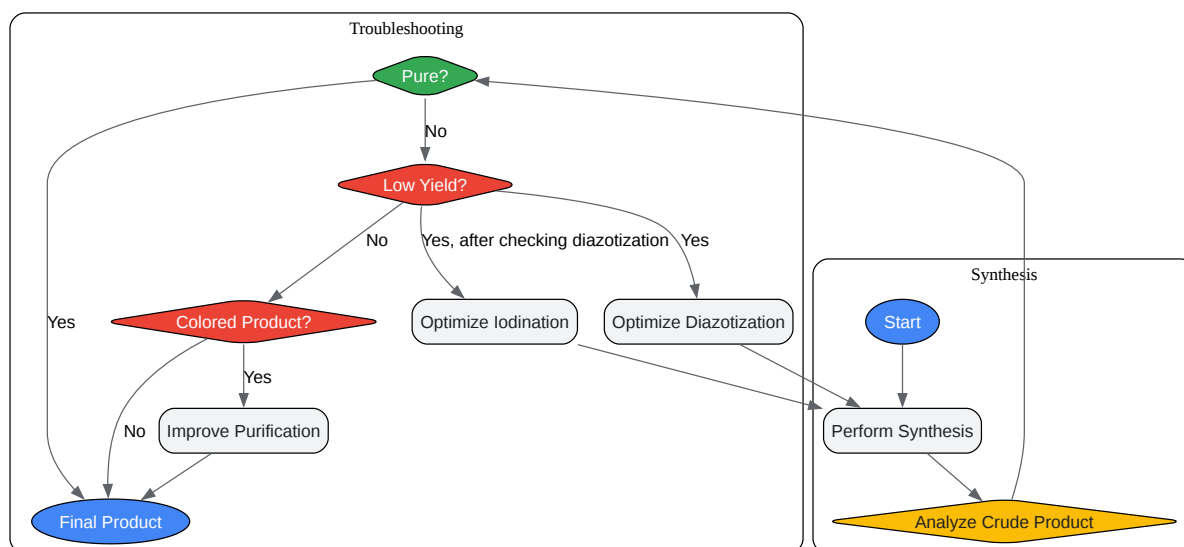 Troubleshooting
Pure?
No
Low Yield?
No
Yes, after checking diazotization
Yes
Synthesis
Yes
Colored Product?
Optimize Iodination
Optimize Diazotization
Start
Yes
No
Improve Purification
Perform Synthesis
Final Product
Analyze Crude Product